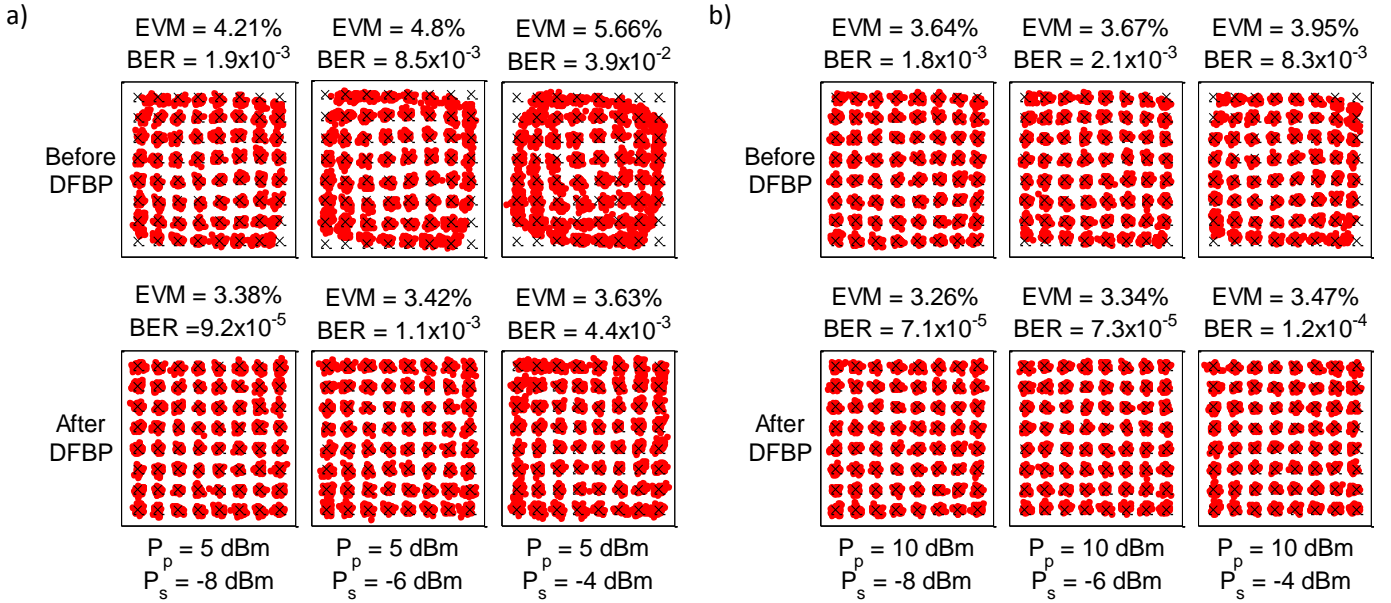 a)
EVM = 4.21%
BER = 1.9x10⁻³
EVM = 4.8%
BER = 8.5x10⁻³
EVM = 5.66%
BER = 3.9x10⁻²
Before
DFBP
EVM = 3.38%
BER =9.2x10⁻⁵
EVM = 3.42%
BER = 1.1x10⁻³
EVM = 3.63%
BER = 4.4x10⁻³
After
DFBP
Pₚ = 5 dBm
Pₛ = -8 dBm
Pₚ = 5 dBm
Pₛ = -6 dBm
Pₚ = 5 dBm
Pₛ = -4 dBm
b)
EVM = 3.64%
BER = 1.8x10⁻³
EVM = 3.67%
BER = 2.1x10⁻³
EVM = 3.95%
BER = 8.3x10⁻³
Before
DFBP
EVM = 3.26%
BER = 7.1x10⁻⁵
EVM = 3.34%
BER = 7.3x10⁻⁵
EVM = 3.47%
BER = 1.2x10⁻⁴
After
DFBP
Pₚ = 10 dBm
Pₛ = -8 dBm
Pₚ = 10 dBm
Pₛ = -6 dBm
Pₚ = 10 dBm
Pₛ = -4 dBm